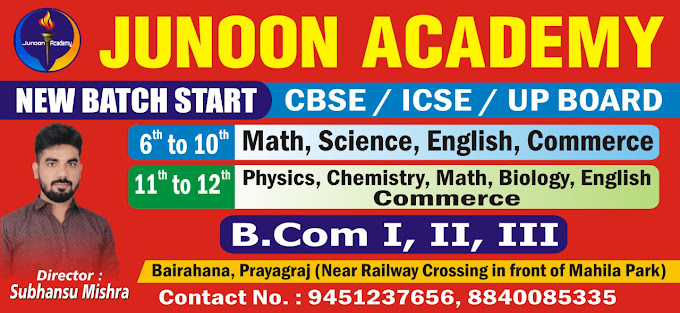 Junoon Academy
JUNOON ACADEMY
NEW BATCH START
CBSE / ICSE / UP BOARD
6th to 10th Math, Science, English, Commerce
11th to 12th Physics, Chemistry, Math, Biology, English
Commerce
B.Com I, II, III
Director :
Subhansu Mishra
Bairahana, Prayagraj (Near Railway Crossing in front of Mahila Park)
Contact No. : 9451237656, 8840085335